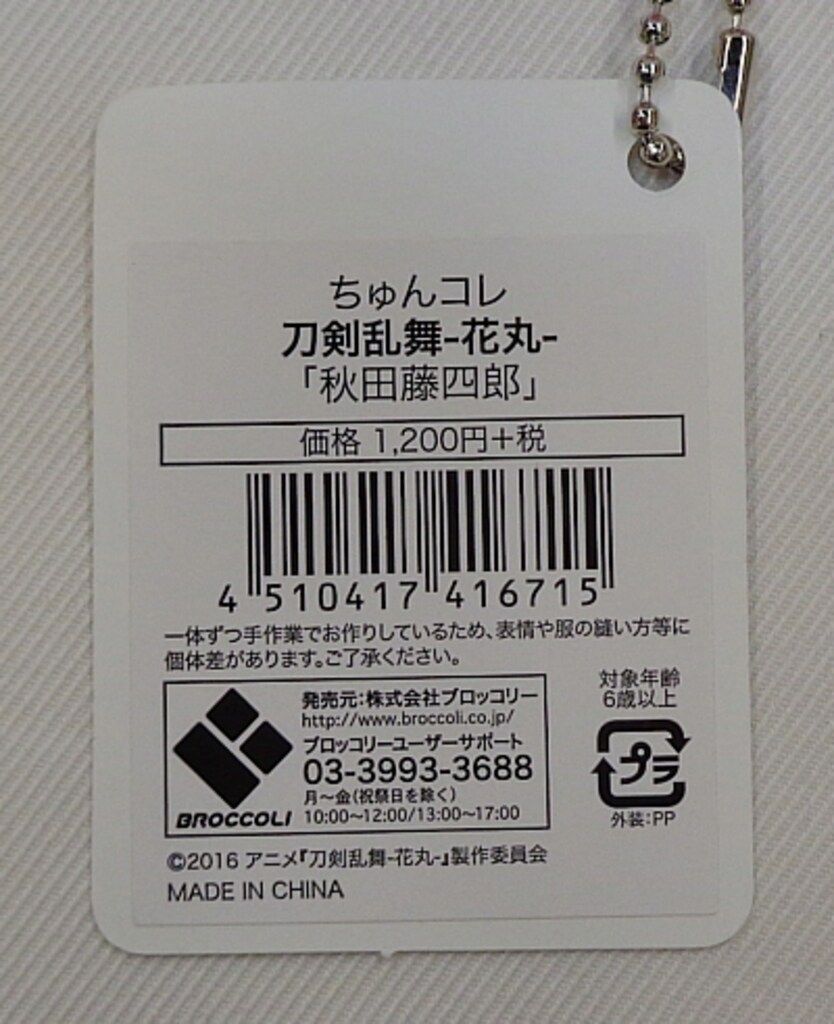 ちゅんコレ
刀剣乱舞-花丸-
「秋田藤四郎」
価格 1,200円+税
4 510417 416715
一体ずつ手作業でお作りしているため、表情や服の縫い方等に
個体差があります。ご了承ください。
発売元:株式会社ブロッコリー
http://www.broccoli.co.jp/
ブロッコリーユーザーサポート
03-3993-3688
月〜金(祝祭日を除く)
10:00〜12:00/13:00〜17:00
BROCCOLI
対象年齢
6歳以上
プラ
外装:PP
©2016 アニメ『刀剣乱舞-花丸-』製作委員会
MADE IN CHINA